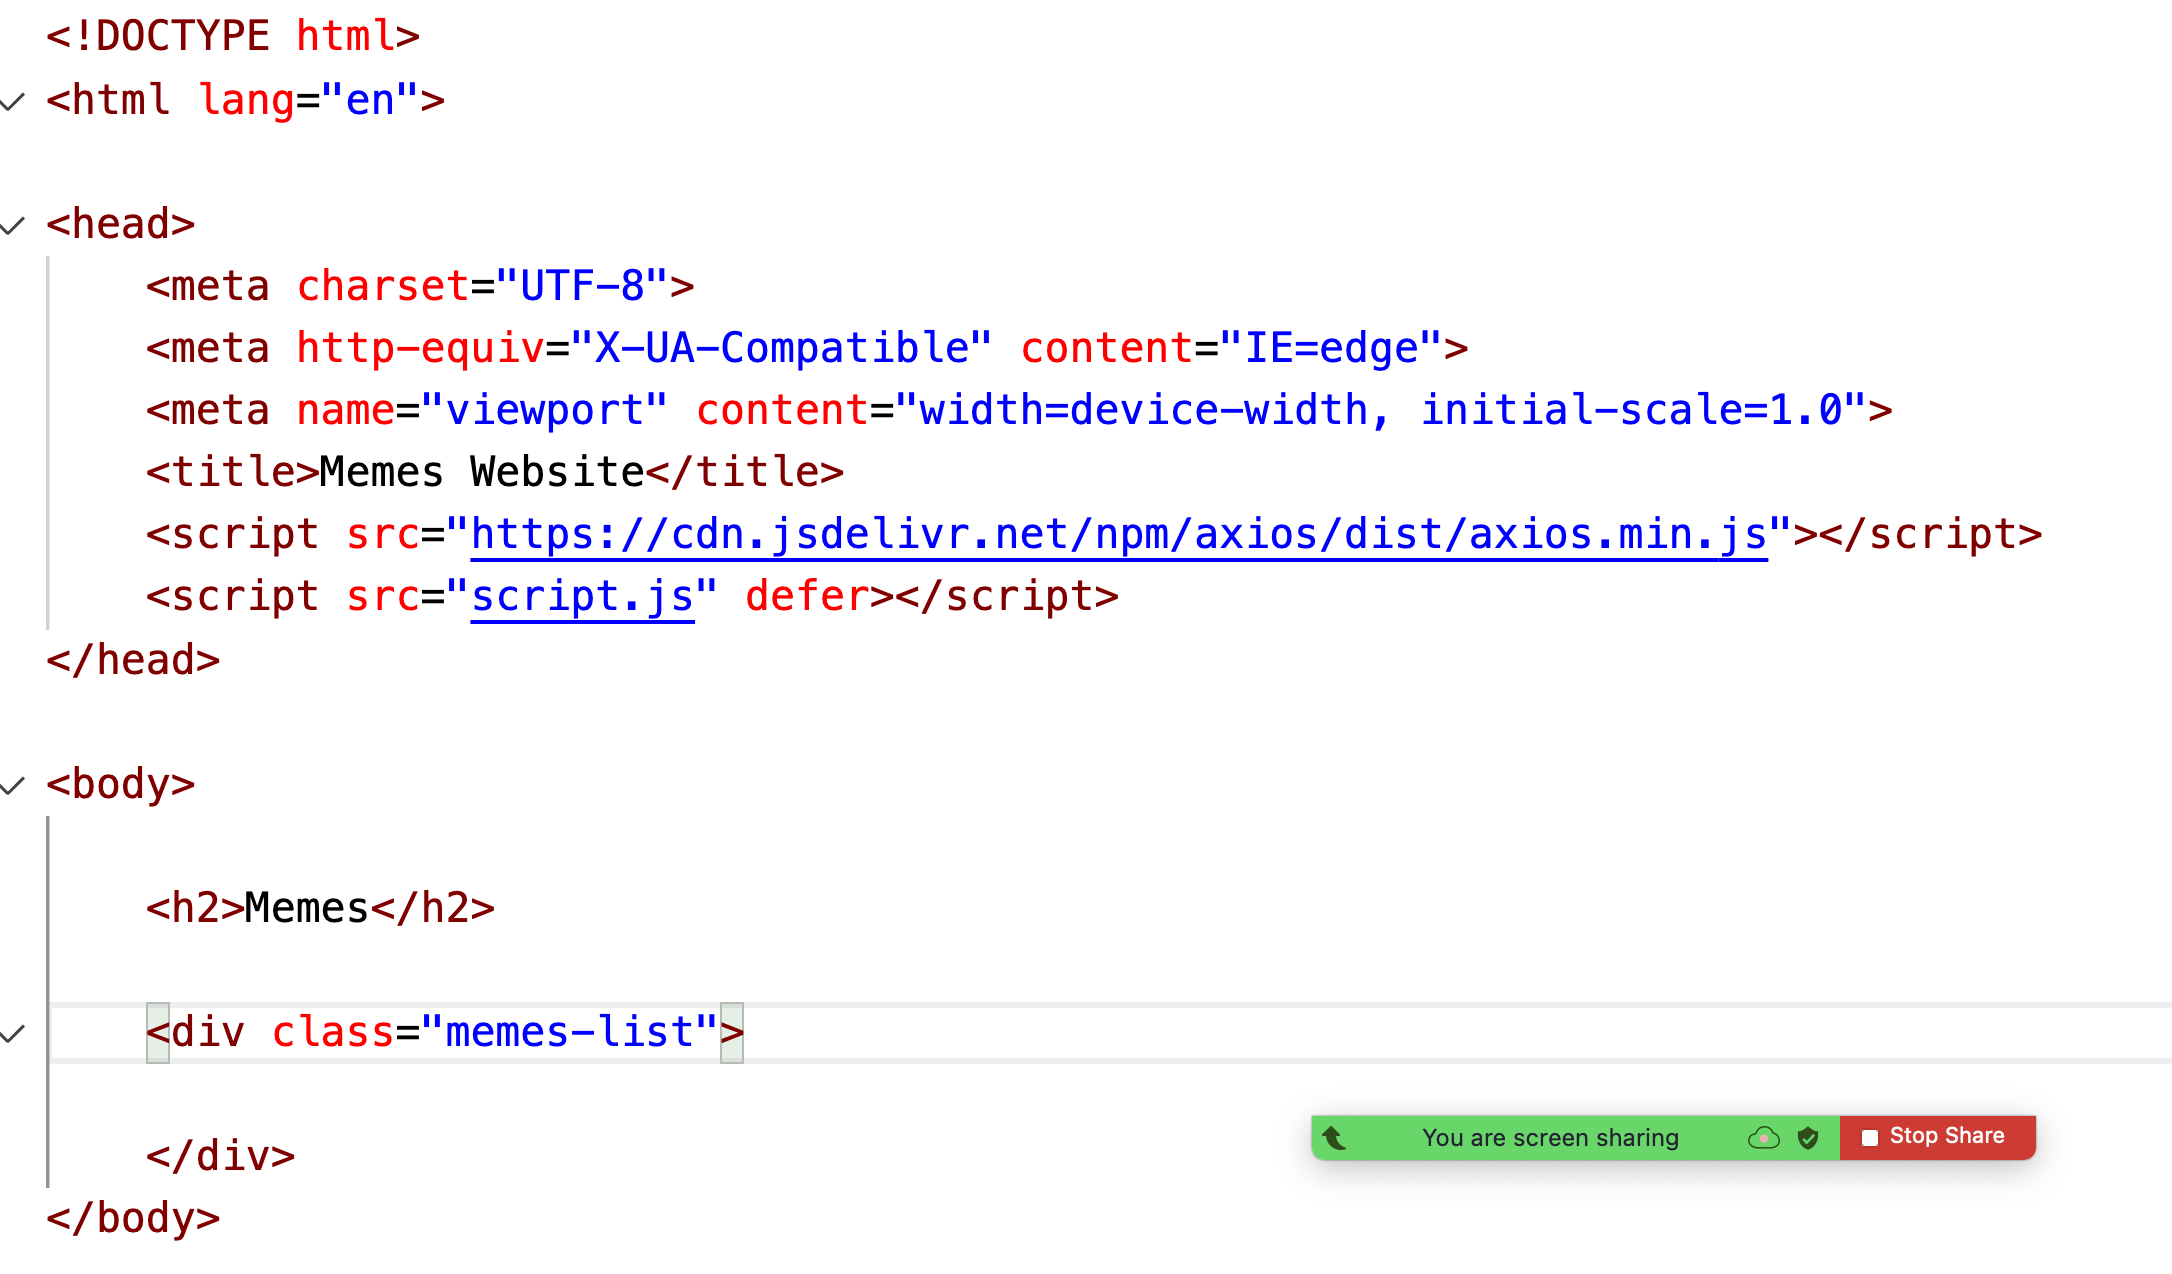 <!DOCTYPE html>
<html lang="en">
<head>
<meta charset="UTF-8">
<meta http-equiv="X-UA-Compatible" content="IE=edge">
<meta name="viewport" content="width=device-width, initial-scale=1.0">
<title>Memes Website</title>
<script src="https://cdn.jsdelivr.net/npm/axios/dist/axios.min.js"></script>
<script src="script.js" defer></script>
</head>
<body>
<h2>Memes</h2>
<div class="memes-list">
You are screen sharing Stop Share
</div>
</body>